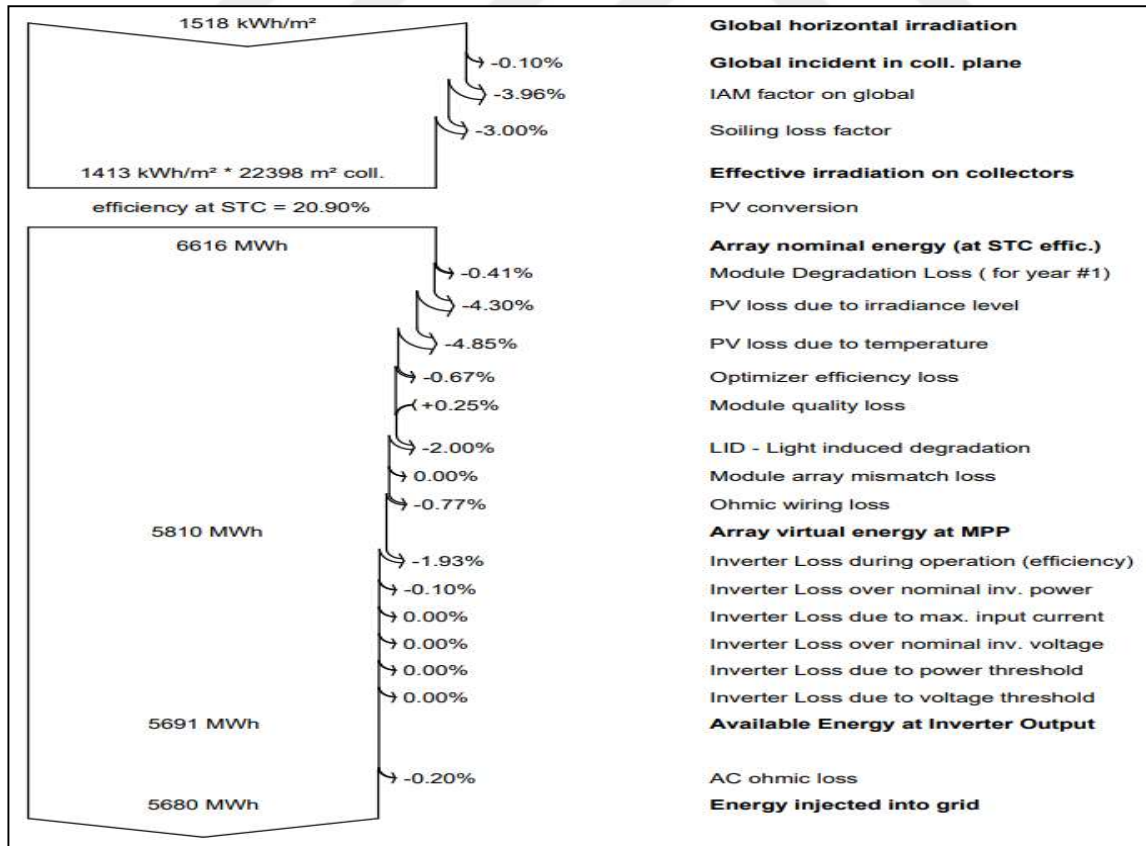 1518 kWh/m² Global horizontal irradiation
-0.10% Global incident in coll. plane
-3.96% IAM factor on global
-3.00% Soiling loss factor
1413 kWh/m² * 22398 m² coll. Effective irradiation on collectors
efficiency at STC = 20.90% PV conversion
6616 MWh Array nominal energy (at STC effic.)
-0.41% Module Degradation Loss ( for year #1)
-4.30% PV loss due to irradiance level
-4.85% PV loss due to temperature
-0.67% Optimizer efficiency loss
+0.25% Module quality loss
-2.00% LID - Light induced degradation
0.00% Module array mismatch loss
-0.77% Ohmic wiring loss
5810 MWh Array virtual energy at MPP
-1.93% Inverter Loss during operation (efficiency)
-0.10% Inverter Loss over nominal inv. power
0.00% Inverter Loss due to max. input current
0.00% Inverter Loss over nominal inv. voltage
0.00% Inverter Loss due to power threshold
0.00% Inverter Loss due to voltage threshold
5691 MWh Available Energy at Inverter Output
-0.20% AC ohmic loss
5680 MWh Energy injected into grid